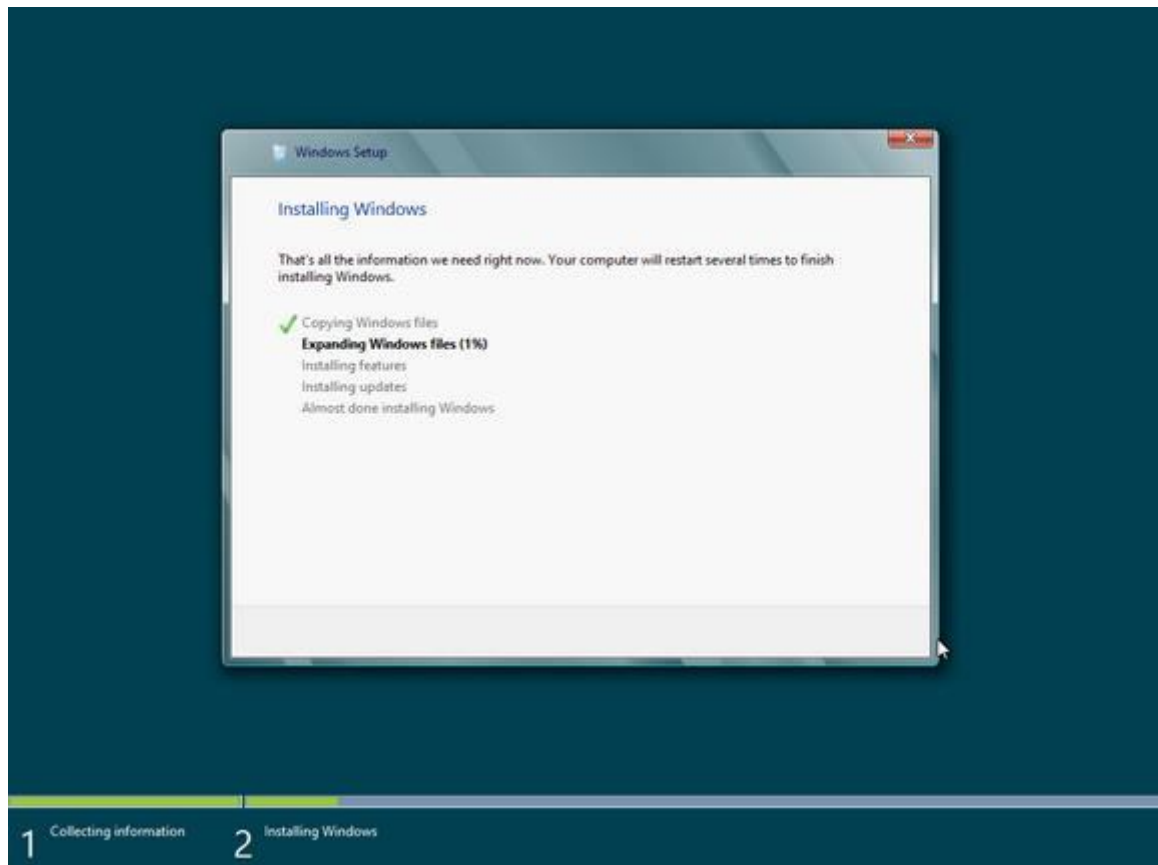 Windows Setup
Installing Windows
That's all the information we need right now. Your computer will restart several times to finish
installing Windows.
Copying Windows files
Expanding Windows files (1%)
Installing features
Installing updates
Almost done installing Windows
1 Collecting information 2 Installing Windows